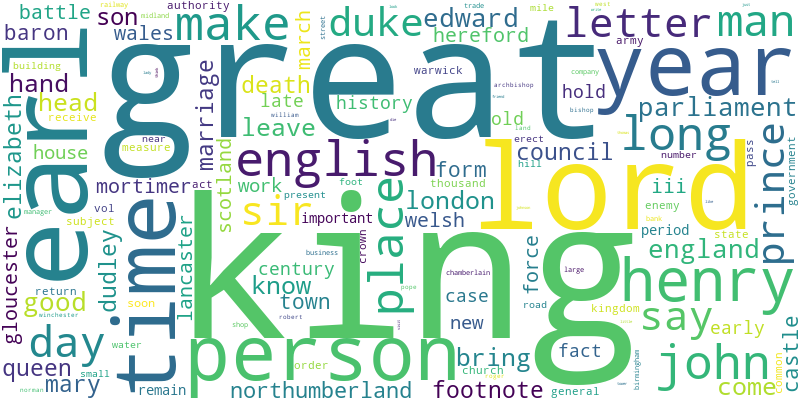 authority
railway
midland
battle
son
baron
wales
building
hand
head
receive
elizabeth
house
earl
great
make
duke
edward
letter
man
street
trade
mile
march
hereford
army
marriage
death
late
history
warwick
company
archbishop
hold
year
leave
old
william
bishop
parliament
near
measure
mortimer
act
scotland
english
form
thousand
land
erect
council
number
long
pass
government
hill
vol
subject
work
foot
present
london
sir
important
place
welsh
lord
iii
enemy
prince
period
state
england
gloucester
manager
return
dudley
time
soon
lancaster
king
crown
century
business
know
town
pope
chamberlain
case
force
large
new
road
kingdom
bank
henry
say
early
good
winchester
day
water
shop
robert
person
order
fact
bring
church
queen
mary
small
remain
norman
northumberland
footnote
general
birmingham
john
come
common
castle